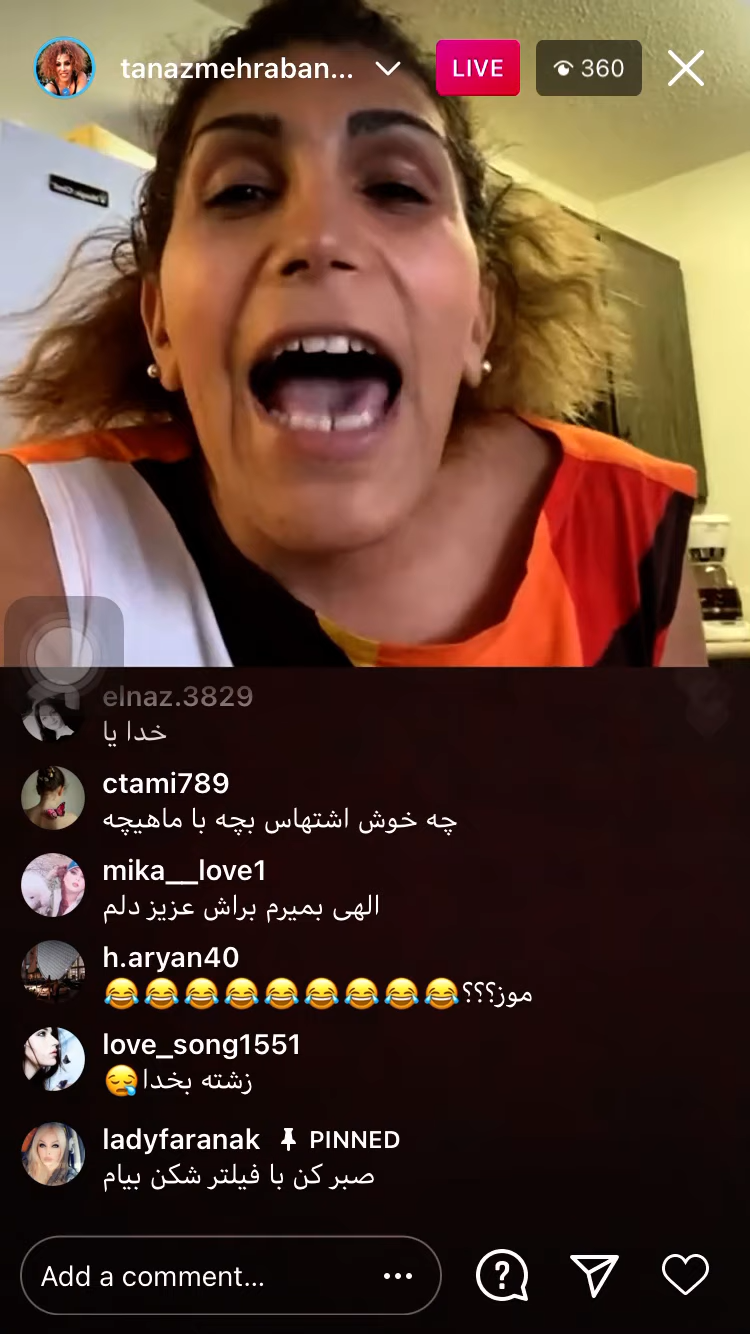 tanazmehraban...
LIVE
360
elnaz.3829
خدا یا
ctami789
چه خوش اشتهاس بچه با ماهیچه
mika__love1
الهی بمیرم براش عزیز دلم
h.aryan40
موز؟؟؟😂😂😂😂😂😂😂😂😂
love_song1551
زشته بخدا😪
ladyfaranak PINNED
صبر کن با فیلتر شکن بیام
Add a comment...